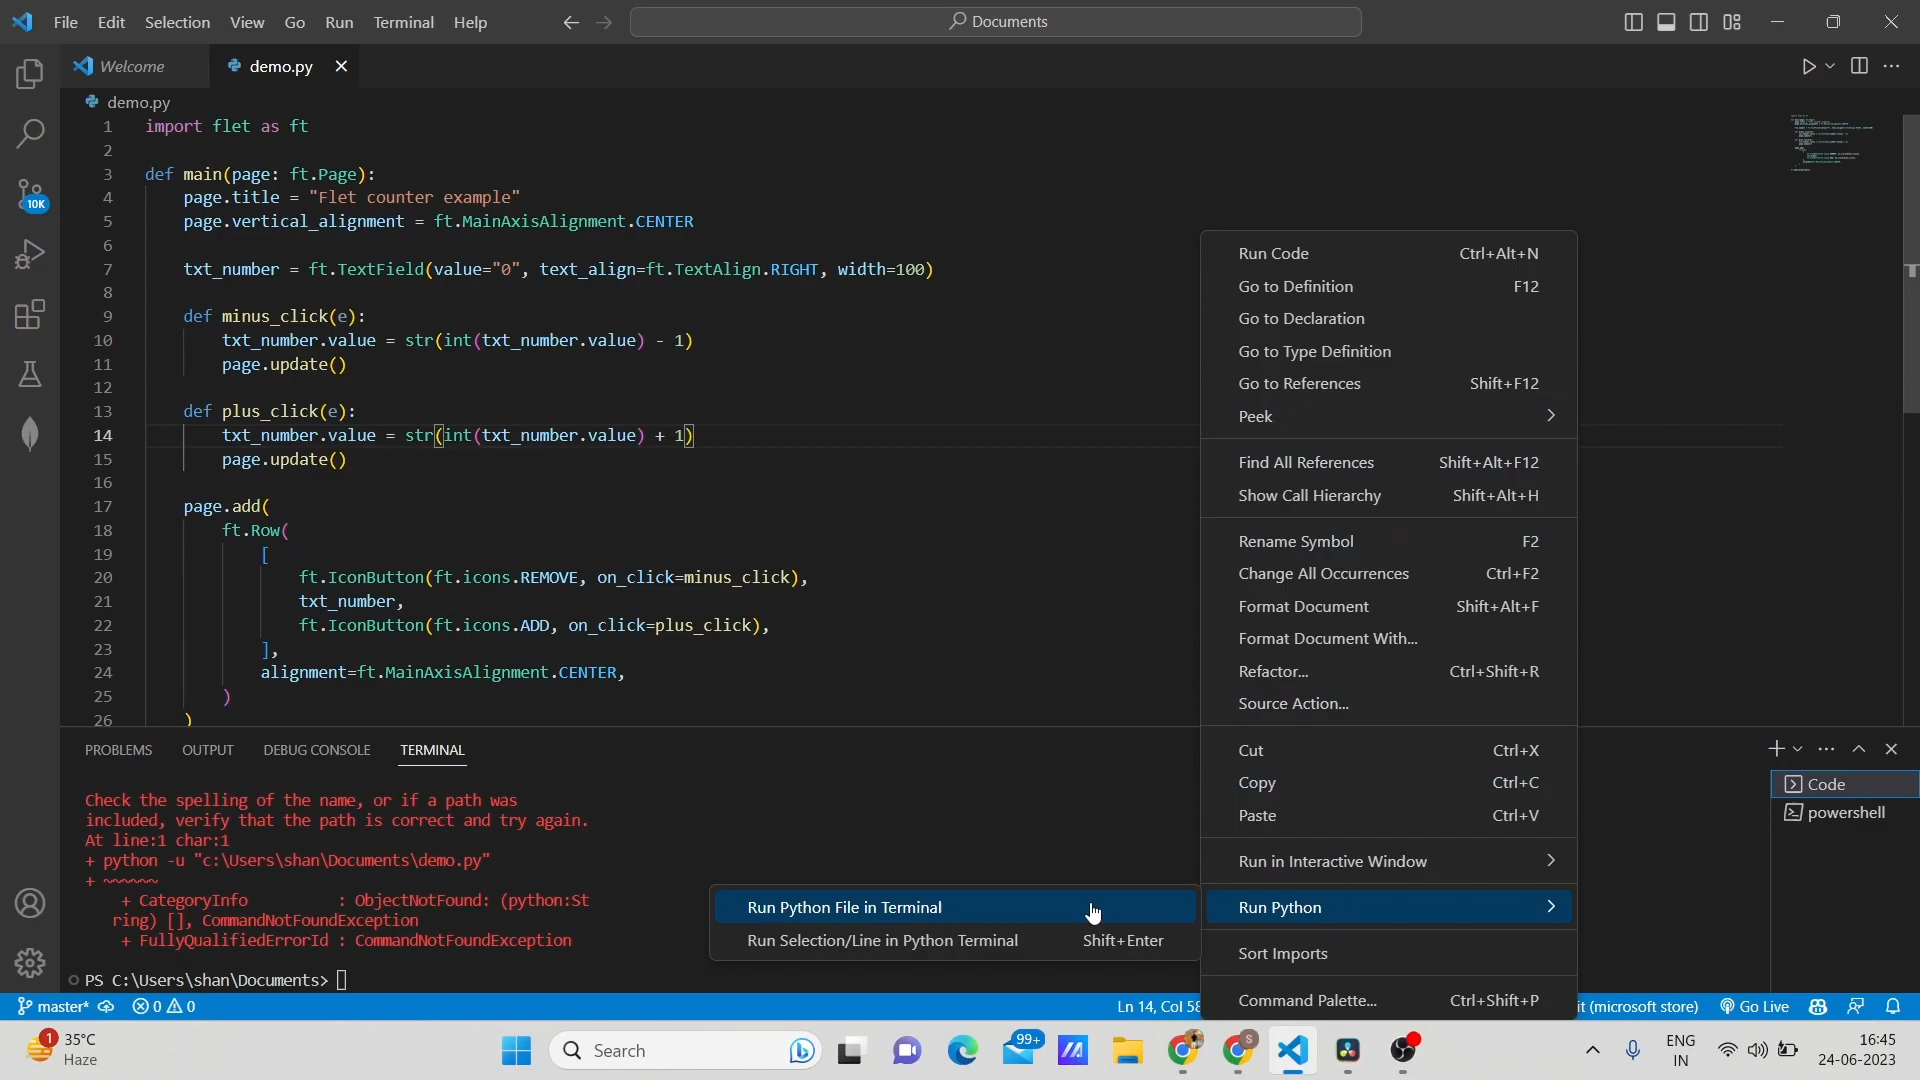 File Edit Selection View Go Run Terminal Help
Documents
Welcome
demo.py
demo.py
1 import flet as ft
2
3 def main(page: ft.Page):
4 page.title = "Flet counter example"
5 page.vertical_alignment = ft.MainAxisAlignment.CENTER
6
7 txt_number = ft.TextField(value="0", text_align=ft.TextAlign.RIGHT, width=100)
8
9 def minus_click(e):
10 txt_number.value = str(int(txt_number.value) - 1)
11 page.update()
12
13 def plus_click(e):
14 txt_number.value = str(int(txt_number.value) + 1)
15 page.update()
16
17 page.add(
18 ft.Row(
19 [
20 ft.IconButton(ft.icons.REMOVE, on_click=minus_click),
21 txt_number,
22 ft.IconButton(ft.icons.ADD, on_click=plus_click),
23 ],
24 alignment=ft.MainAxisAlignment.CENTER,
25 )
26 )
10K
Run Code Ctrl+Alt+N
Go to Definition F12
Go to Declaration
Go to Type Definition
Go to References Shift+F12
Peek
Find All References Shift+Alt+F12
Show Call Hierarchy Shift+Alt+H
Rename Symbol F2
Change All Occurrences Ctrl+F2
Format Document Shift+Alt+F
Format Document With...
Refactor... Ctrl+Shift+R
Source Action...
Cut Ctrl+X
Copy Ctrl+C
Paste Ctrl+V
Run in Interactive Window
Run Python
Sort Imports
Command Palette... Ctrl+Shift+P
Run Python File in Terminal
Run Selection/Line in Python Terminal Shift+Enter
PROBLEMS OUTPUT DEBUG CONSOLE TERMINAL
Check the spelling of the name, or if a path was
included, verify that the path is correct and try again.
At line:1 char:1
+ python -u "c:\Users\shan\Documents\demo.py"
+ ~~~~~~
+ CategoryInfo : ObjectNotFound: (python:St
ring) [], CommandNotFoundException
+ FullyQualifiedErrorId : CommandNotFoundException
PS C:\Users\shan\Documents>
Code
powershell
master* 0 0
Ln 14, Col 58
it (microsoft store) Go Live
1 35°C
Haze
Search
99+
S
ENG
IN
16:45
24-06-2023